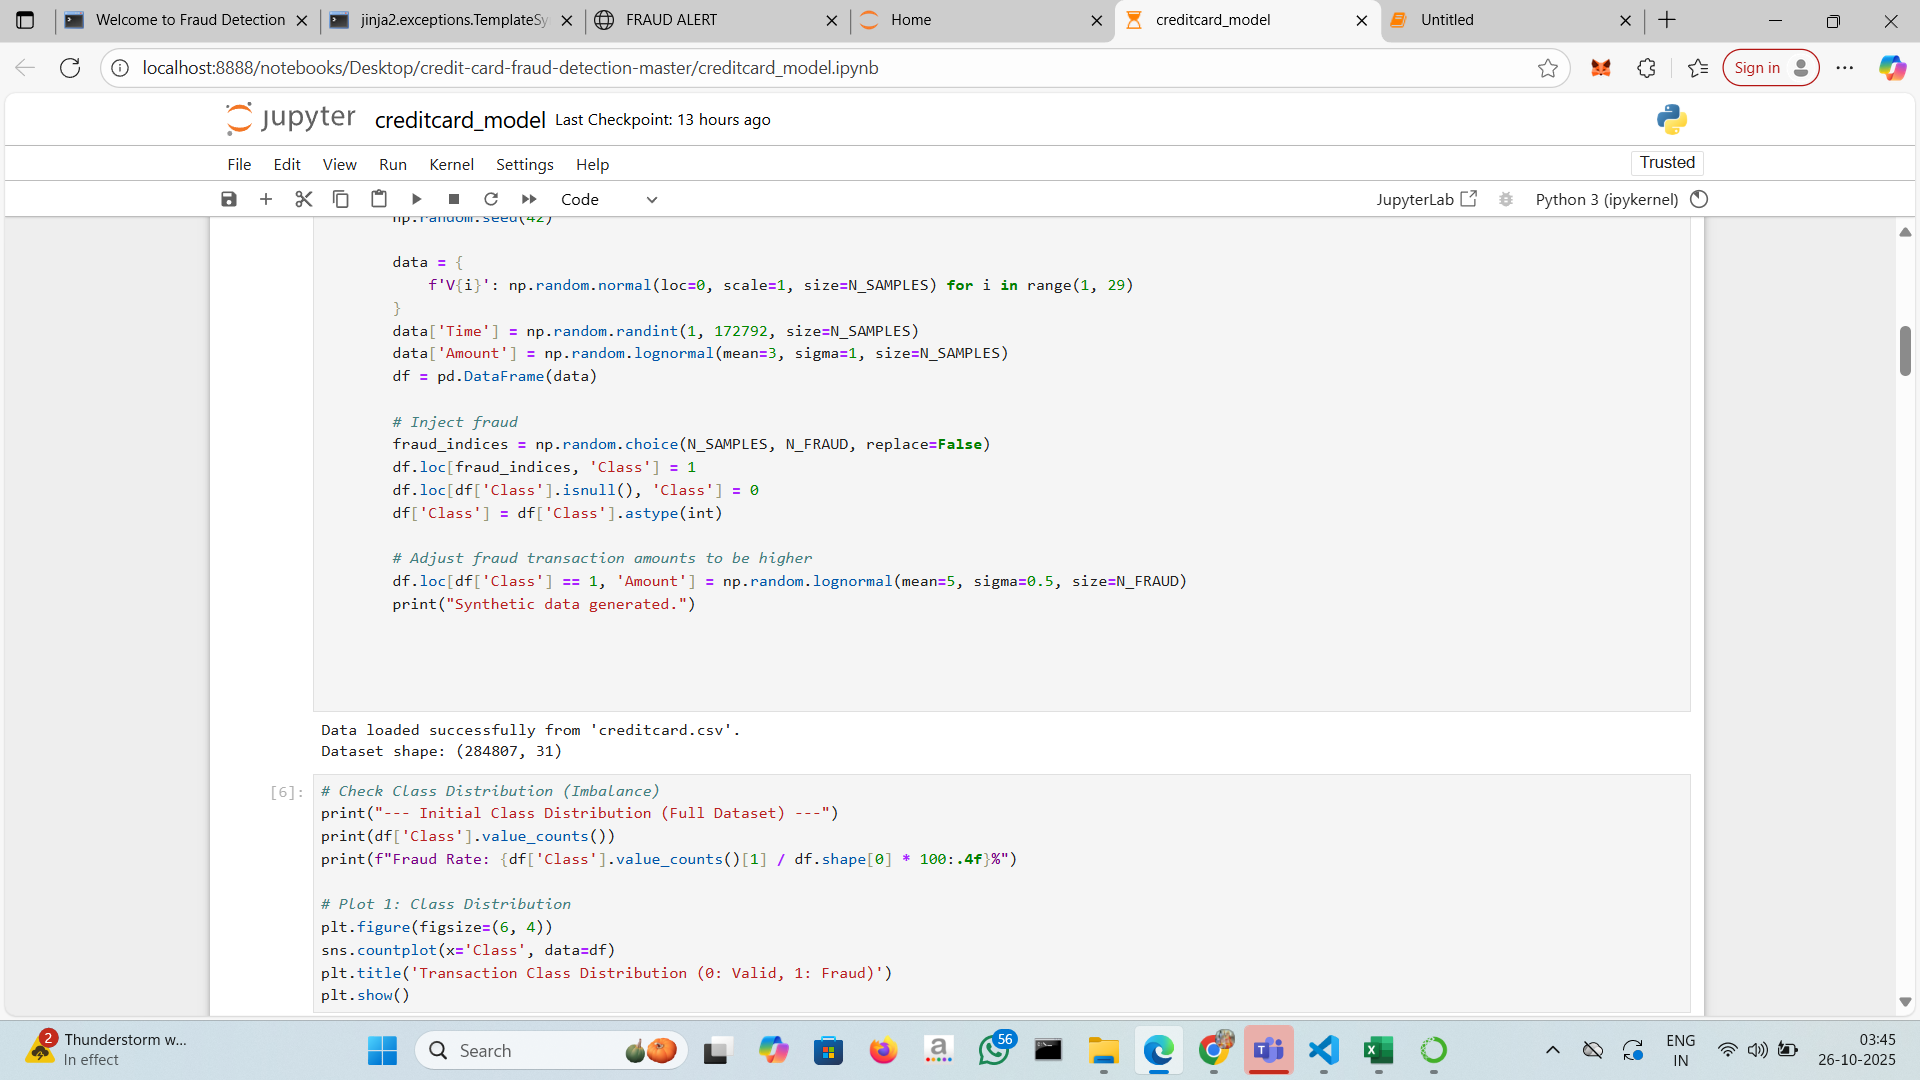 Welcome to Fraud Detection
jinja2.exceptions.TemplateSy
FRAUD ALERT
Home
creditcard_model
Untitled
localhost:8888/notebooks/Desktop/credit-card-fraud-detection-master/creditcard_model.ipynb
Sign in
jupyter creditcard_model Last Checkpoint: 13 hours ago
File Edit View Run Kernel Settings Help
Trusted
Code
JupyterLab
Python 3 (ipykernel)
np.random.seed(42)
data = {
f'V{i}': np.random.normal(loc=0, scale=1, size=N_SAMPLES) for i in range(1, 29)
}
data['Time'] = np.random.randint(1, 172792, size=N_SAMPLES)
data['Amount'] = np.random.lognormal(mean=3, sigma=1, size=N_SAMPLES)
df = pd.DataFrame(data)
# Inject fraud
fraud_indices = np.random.choice(N_SAMPLES, N_FRAUD, replace=False)
df.loc[fraud_indices, 'Class'] = 1
df.loc[df['Class'].isnull(), 'Class'] = 0
df['Class'] = df['Class'].astype(int)
# Adjust fraud transaction amounts to be higher
df.loc[df['Class'] == 1, 'Amount'] = np.random.lognormal(mean=5, sigma=0.5, size=N_FRAUD)
print("Synthetic data generated.")
Data loaded successfully from 'creditcard.csv'.
Dataset shape: (284807, 31)
[6]:
# Check Class Distribution (Imbalance)
print("--- Initial Class Distribution (Full Dataset) ---")
print(df['Class'].value_counts())
print(f"Fraud Rate: {df['Class'].value_counts()[1] / df.shape[0] * 100:.4f}%")
# Plot 1: Class Distribution
plt.figure(figsize=(6, 4))
sns.countplot(x='Class', data=df)
plt.title('Transaction Class Distribution (0: Valid, 1: Fraud)')
plt.show()
2
Thunderstorm w...
In effect
Search
a
56
ENG
IN
03:45
26-10-2025